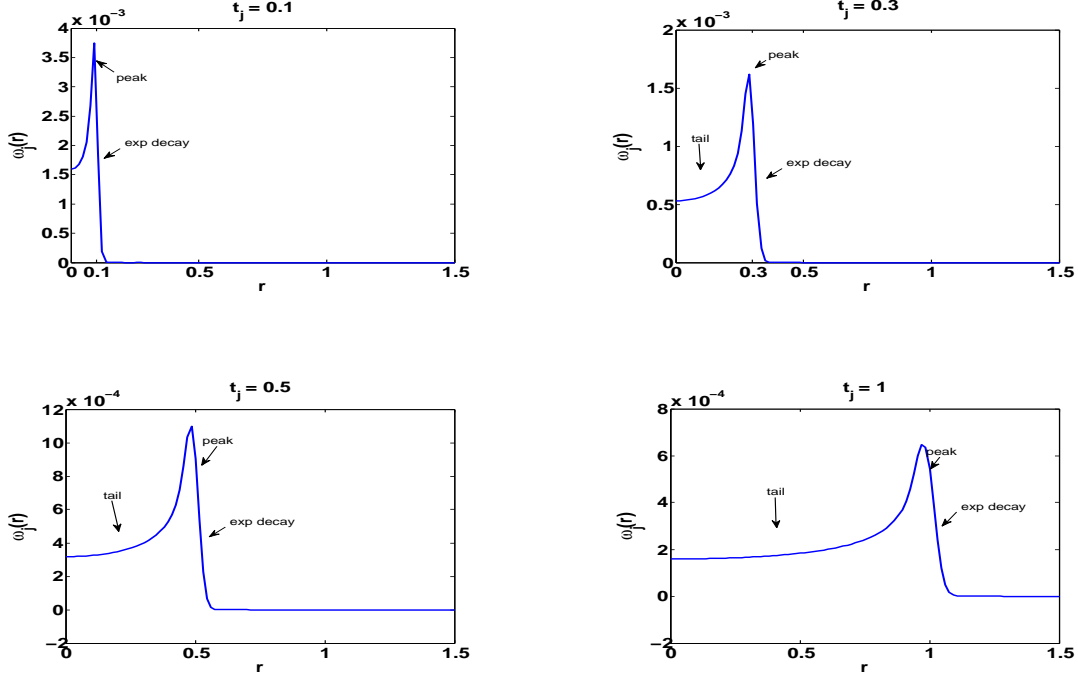 t_j = 0.1
x 10^−3
4
3.5
3
2.5
2
1.5
1
0.5
0
ω_j(r)
peak
exp decay
0 0.1 0.5 1 1.5
r
t_j = 0.3
x 10^−3
2
1.5
1
0.5
0
ω_j(r)
peak
tail
exp decay
0 0.3 0.5 1 1.5
r
t_j = 0.5
x 10^−4
12
10
8
6
4
2
0
−2
ω_j(r)
peak
tail
exp decay
0 0.5 1 1.5
r
t_j = 1
x 10^−4
8
6
4
2
0
−2
ω_j(r)
peak
tail
exp decay
0 0.5 1 1.5
r